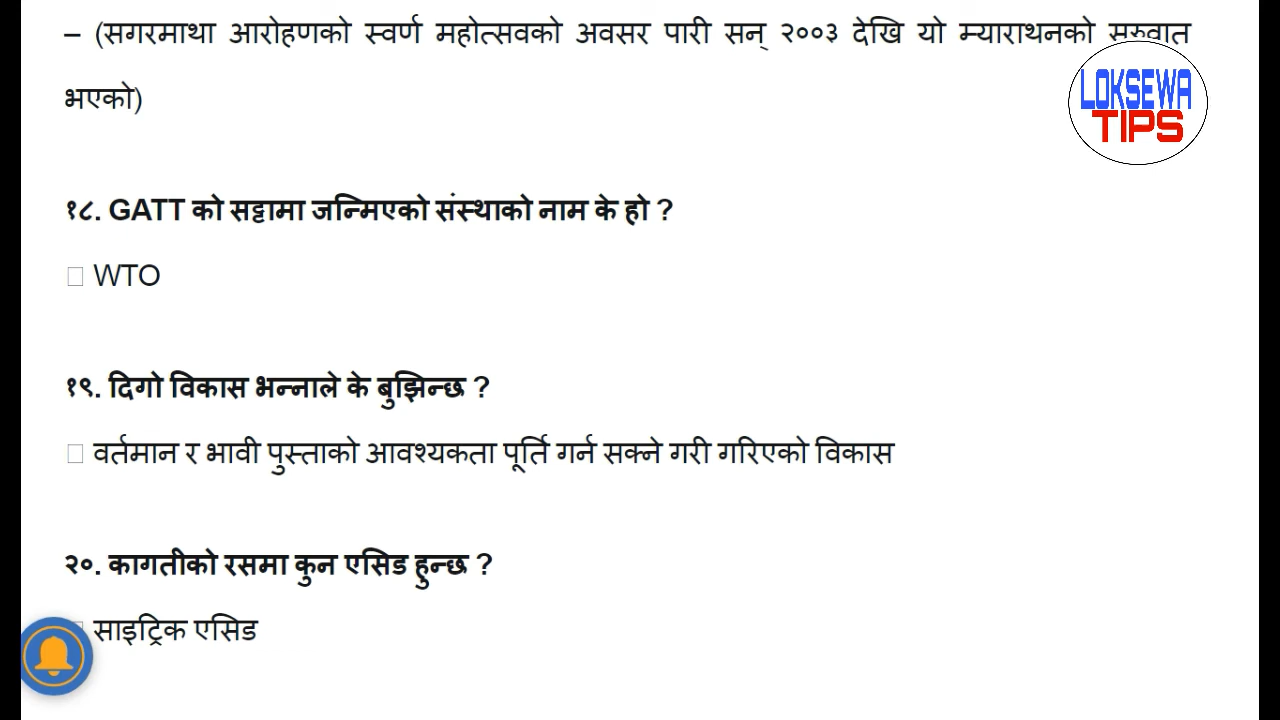 – (सगरमाथा आरोहणको स्वर्ण महोत्सवको अवसर पारी सन् २००३ देखि यो म्याराथनको सुरुवात
भएको)
LOKSEWA
TIPS
१८. GATT को सट्टामा जन्मिएको संस्थाको नाम के हो ?
WTO
१९. दिगो विकास भन्नाले के बुझिन्छ ?
वर्तमान र भावी पुस्ताको आवश्यकता पूर्ति गर्न सक्ने गरी गरिएको विकास
२०. कागतीको रसमा कुन एसिड हुन्छ ?
साइट्रिक एसिड